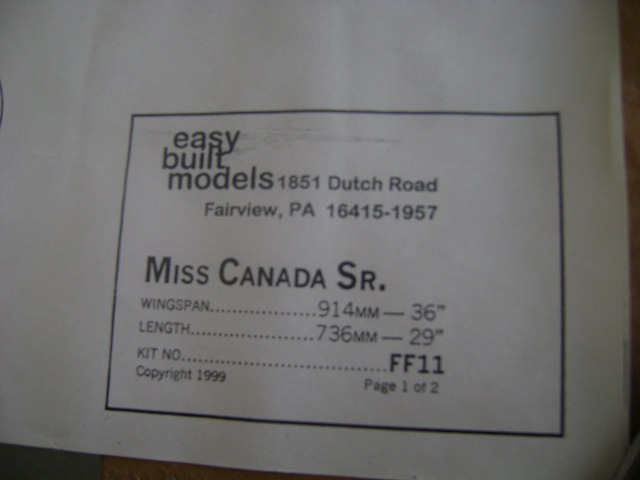 easy
built
models 1851 Dutch Road
Fairview, PA 16415-1957
MISS CANADA SR.
WINGSPAN..................914MM — 36"
LENGTH.....................736MM — 29"
KIT NO...................................FF11
Copyright 1999 Page 1 of 2